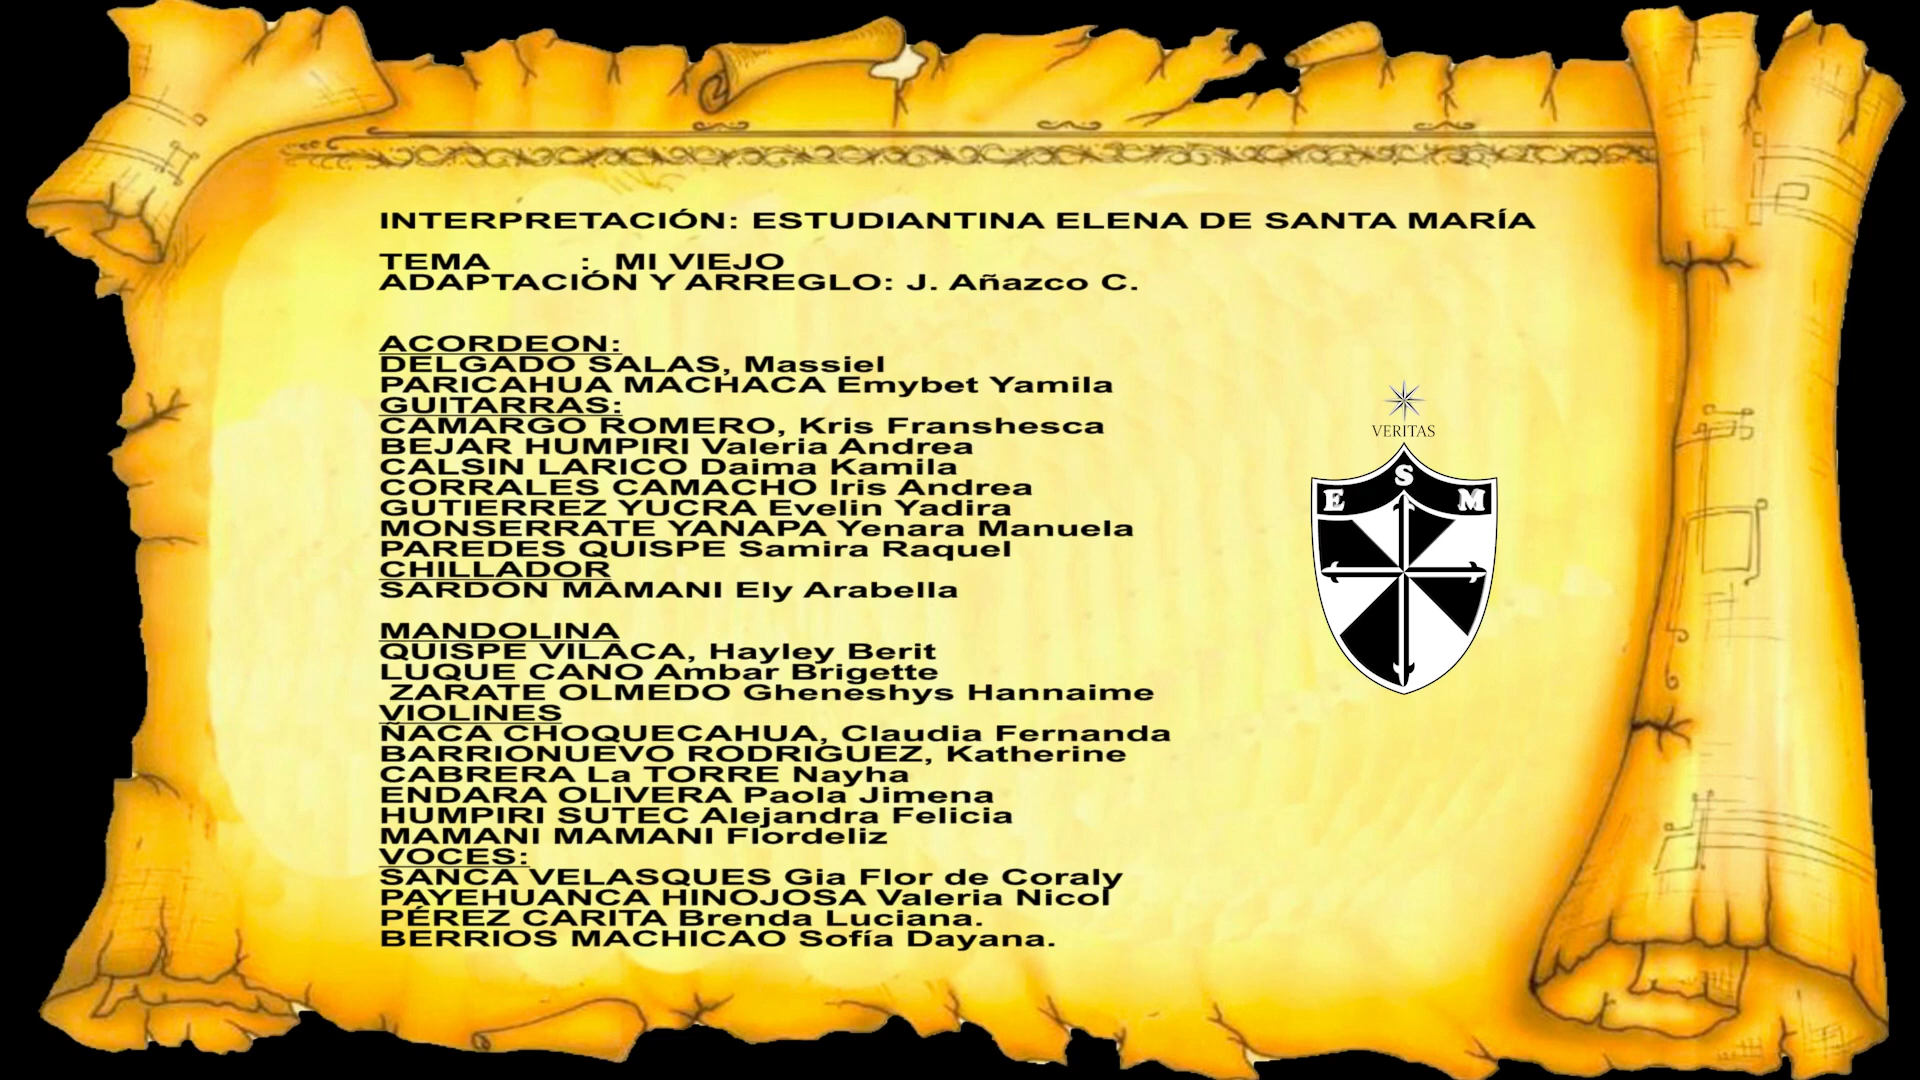 INTERPRETACIÓN: ESTUDIANTINA ELENA DE SANTA MARÍA
TEMA : MI VIEJO
ADAPTACIÓN Y ARREGLO: J. Añazco C.
ACORDEON:
DELGADO SALAS, Massiel
PARICAHUA MACHACA Emybet Yamila
GUITARRAS:
CAMARGO ROMERO, Kris Franshesca
BEJAR HUMPIRI Valeria Andrea
CALSIN LARICO Daima Kamila
CORRALES CAMACHO Iris Andrea
GUTIERREZ YUCRA Evelin Yadira
MONSERRATE YANAPA Yenara Manuela
PAREDES QUISPE Samira Raquel
CHILLADOR
SARDON MAMANI Ely Arabella
MANDOLINA
QUISPE VILACA, Hayley Berit
LUQUE CANO Ambar Brigette
ZARATE OLMEDO Gheneshys Hannaime
VIOLINES
ÑACA CHOQUECAHUA, Claudia Fernanda
BARRIONUEVO RODRIGUEZ, Katherine
CABRERA La TORRE Nayha
ENDARA OLIVERA Paola Jimena
HUMPIRI SUTEC Alejandra Felicia
MAMANI MAMANI Flordeliz
VOCES:
SANCA VELASQUES Gia Flor de Coraly
PAYEHUANCA HINOJOSA Valeria Nicol
PÉREZ CARITA Brenda Luciana.
BERRIOS MACHICAO Sofía Dayana.
VERITAS
E S M